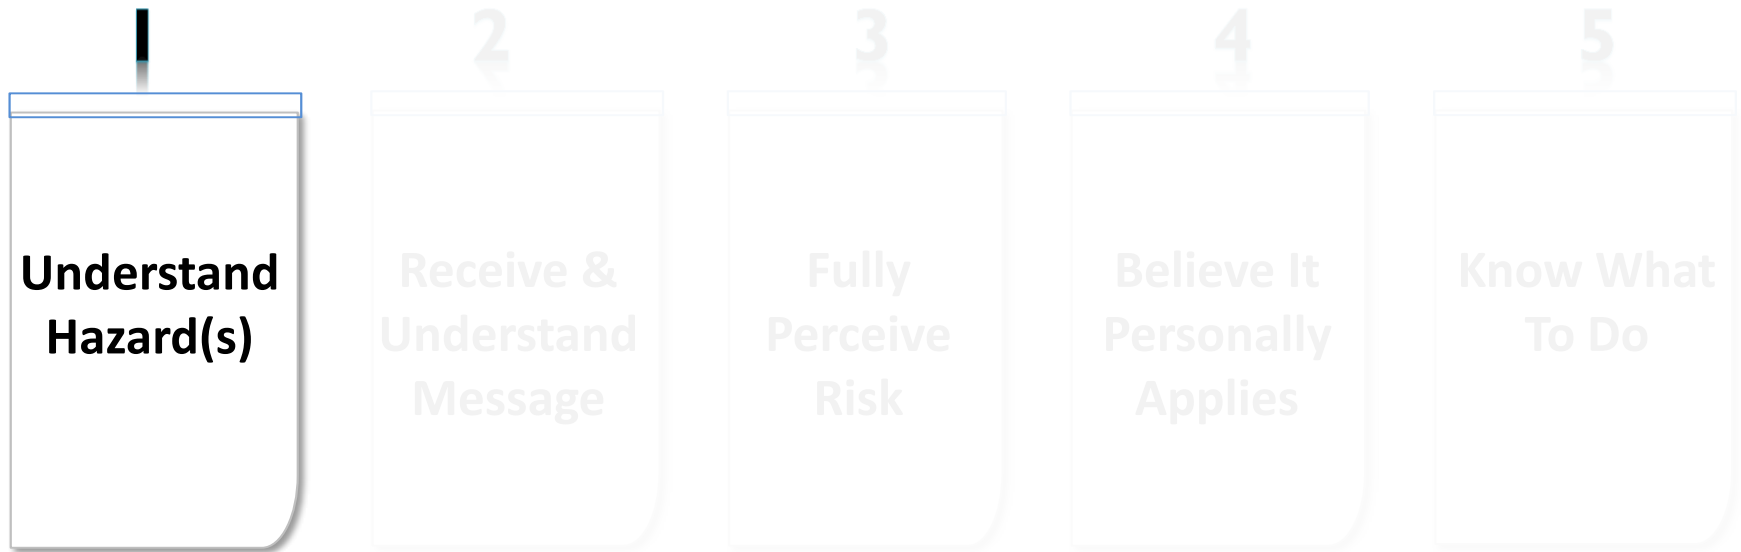 1
Understand
Hazard(s)
2
Receive &
Understand
Message
3
Fully
Perceive
Risk
4
Believe It
Personally
Applies
5
Know What
To Do